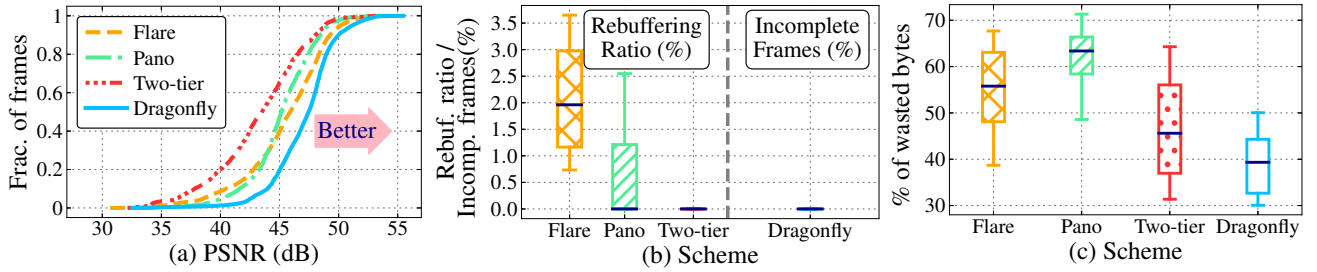 Frac. of frames
1
0.8
0.6
0.4
0.2
0
Flare
Pano
Two-tier
Dragonfly
Better
30
35
40
45
50
55
(a) PSNR (dB)
Rebuf. ratio /
Incomp. frames(%)
3.5
3.0
2.5
2.0
1.5
1.0
0.5
0.0
Rebuffering
Ratio (%)
Incomplete
Frames (%)
Flare
Pano
Two-tier
Dragonfly
(b) Scheme
% of wasted bytes
70
60
50
40
30
Flare
Pano
Two-tier
Dragonfly
(c) Scheme